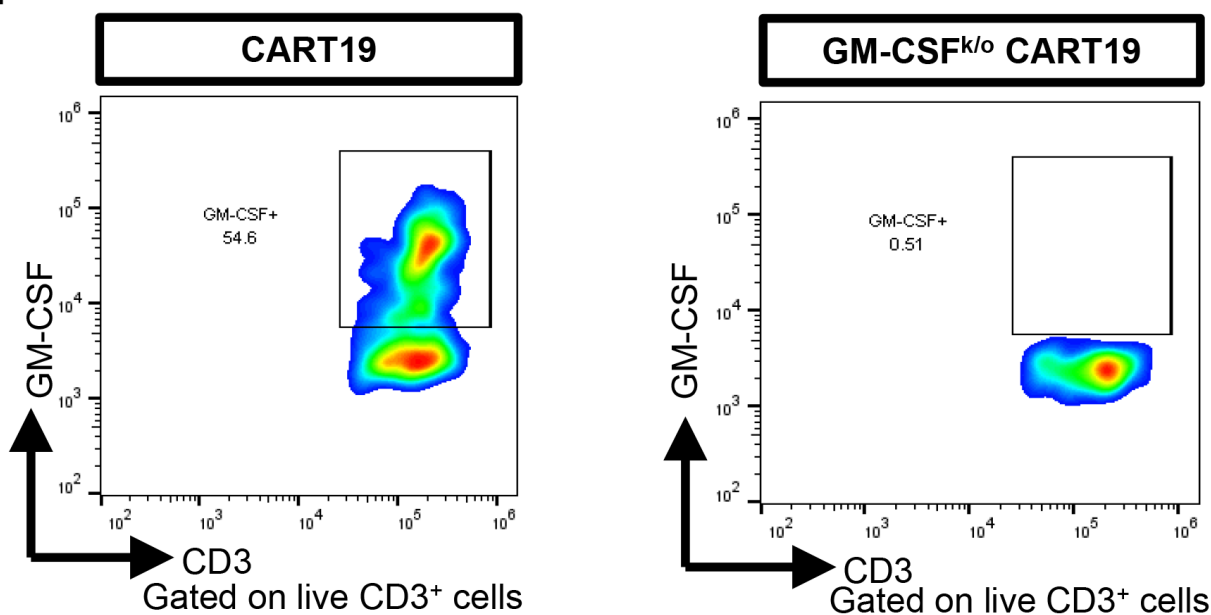 CART19
GM-CSFk/o CART19
10⁶
10⁵
10⁴
10³
10²
GM-CSF+
54.6
GM-CSF
10² 10³ 10⁴ 10⁵ 10⁶
CD3
Gated on live CD3⁺ cells
10⁶
10⁵
10⁴
10³
10²
GM-CSF+
0.51
GM-CSF
10² 10³ 10⁴ 10⁵ 10⁶
CD3
Gated on live CD3⁺ cells